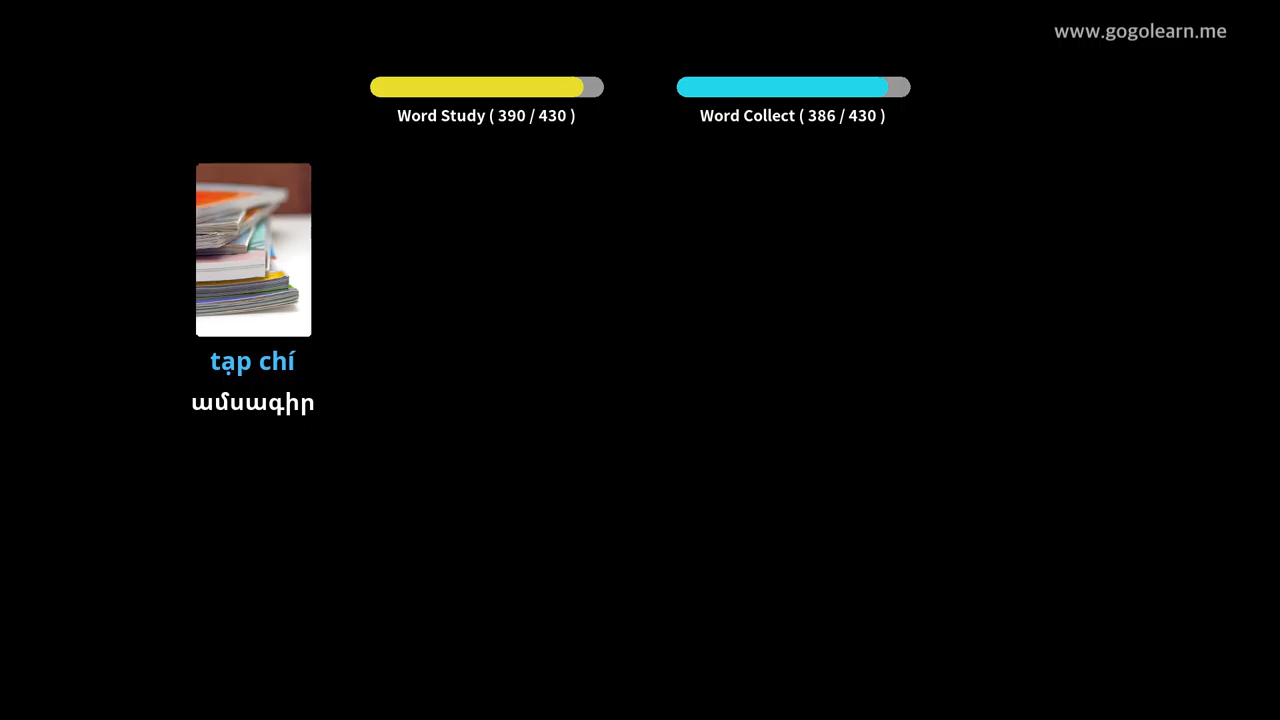 www.gogolearn.me
Word Study ( 390 / 430 )
Word Collect ( 386 / 430 )
tạp chí
ամսագիր